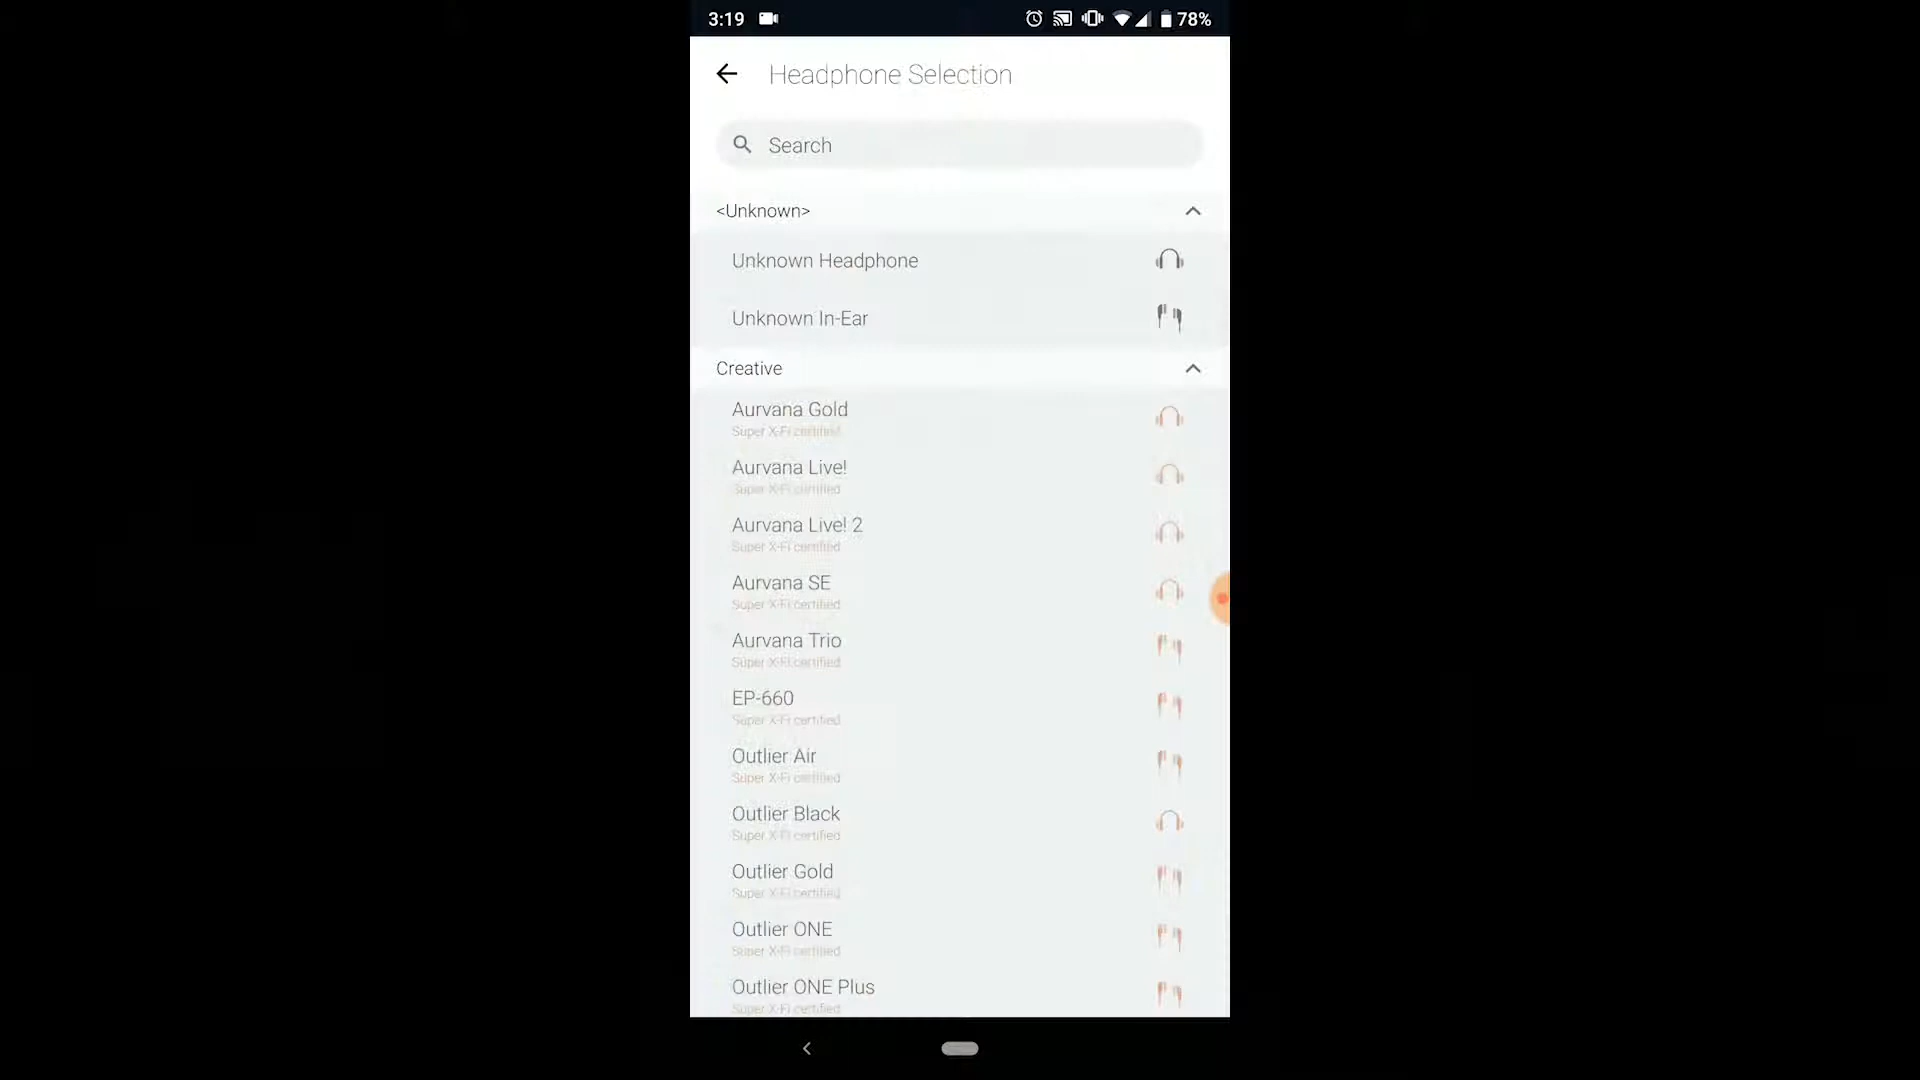 3:19
78%
Headphone Selection
Search
<Unknown>
Unknown Headphone
Unknown In-Ear
Creative
Aurvana Gold
Super X-Fi certified
Aurvana Live!
Super X-Fi certified
Aurvana Live! 2
Super X-Fi certified
Aurvana SE
Super X-Fi certified
Aurvana Trio
Super X-Fi certified
EP-660
Super X-Fi certified
Outlier Air
Super X-Fi certified
Outlier Black
Super X-Fi certified
Outlier Gold
Super X-Fi certified
Outlier ONE
Super X-Fi certified
Outlier ONE Plus
Super X-Fi certified